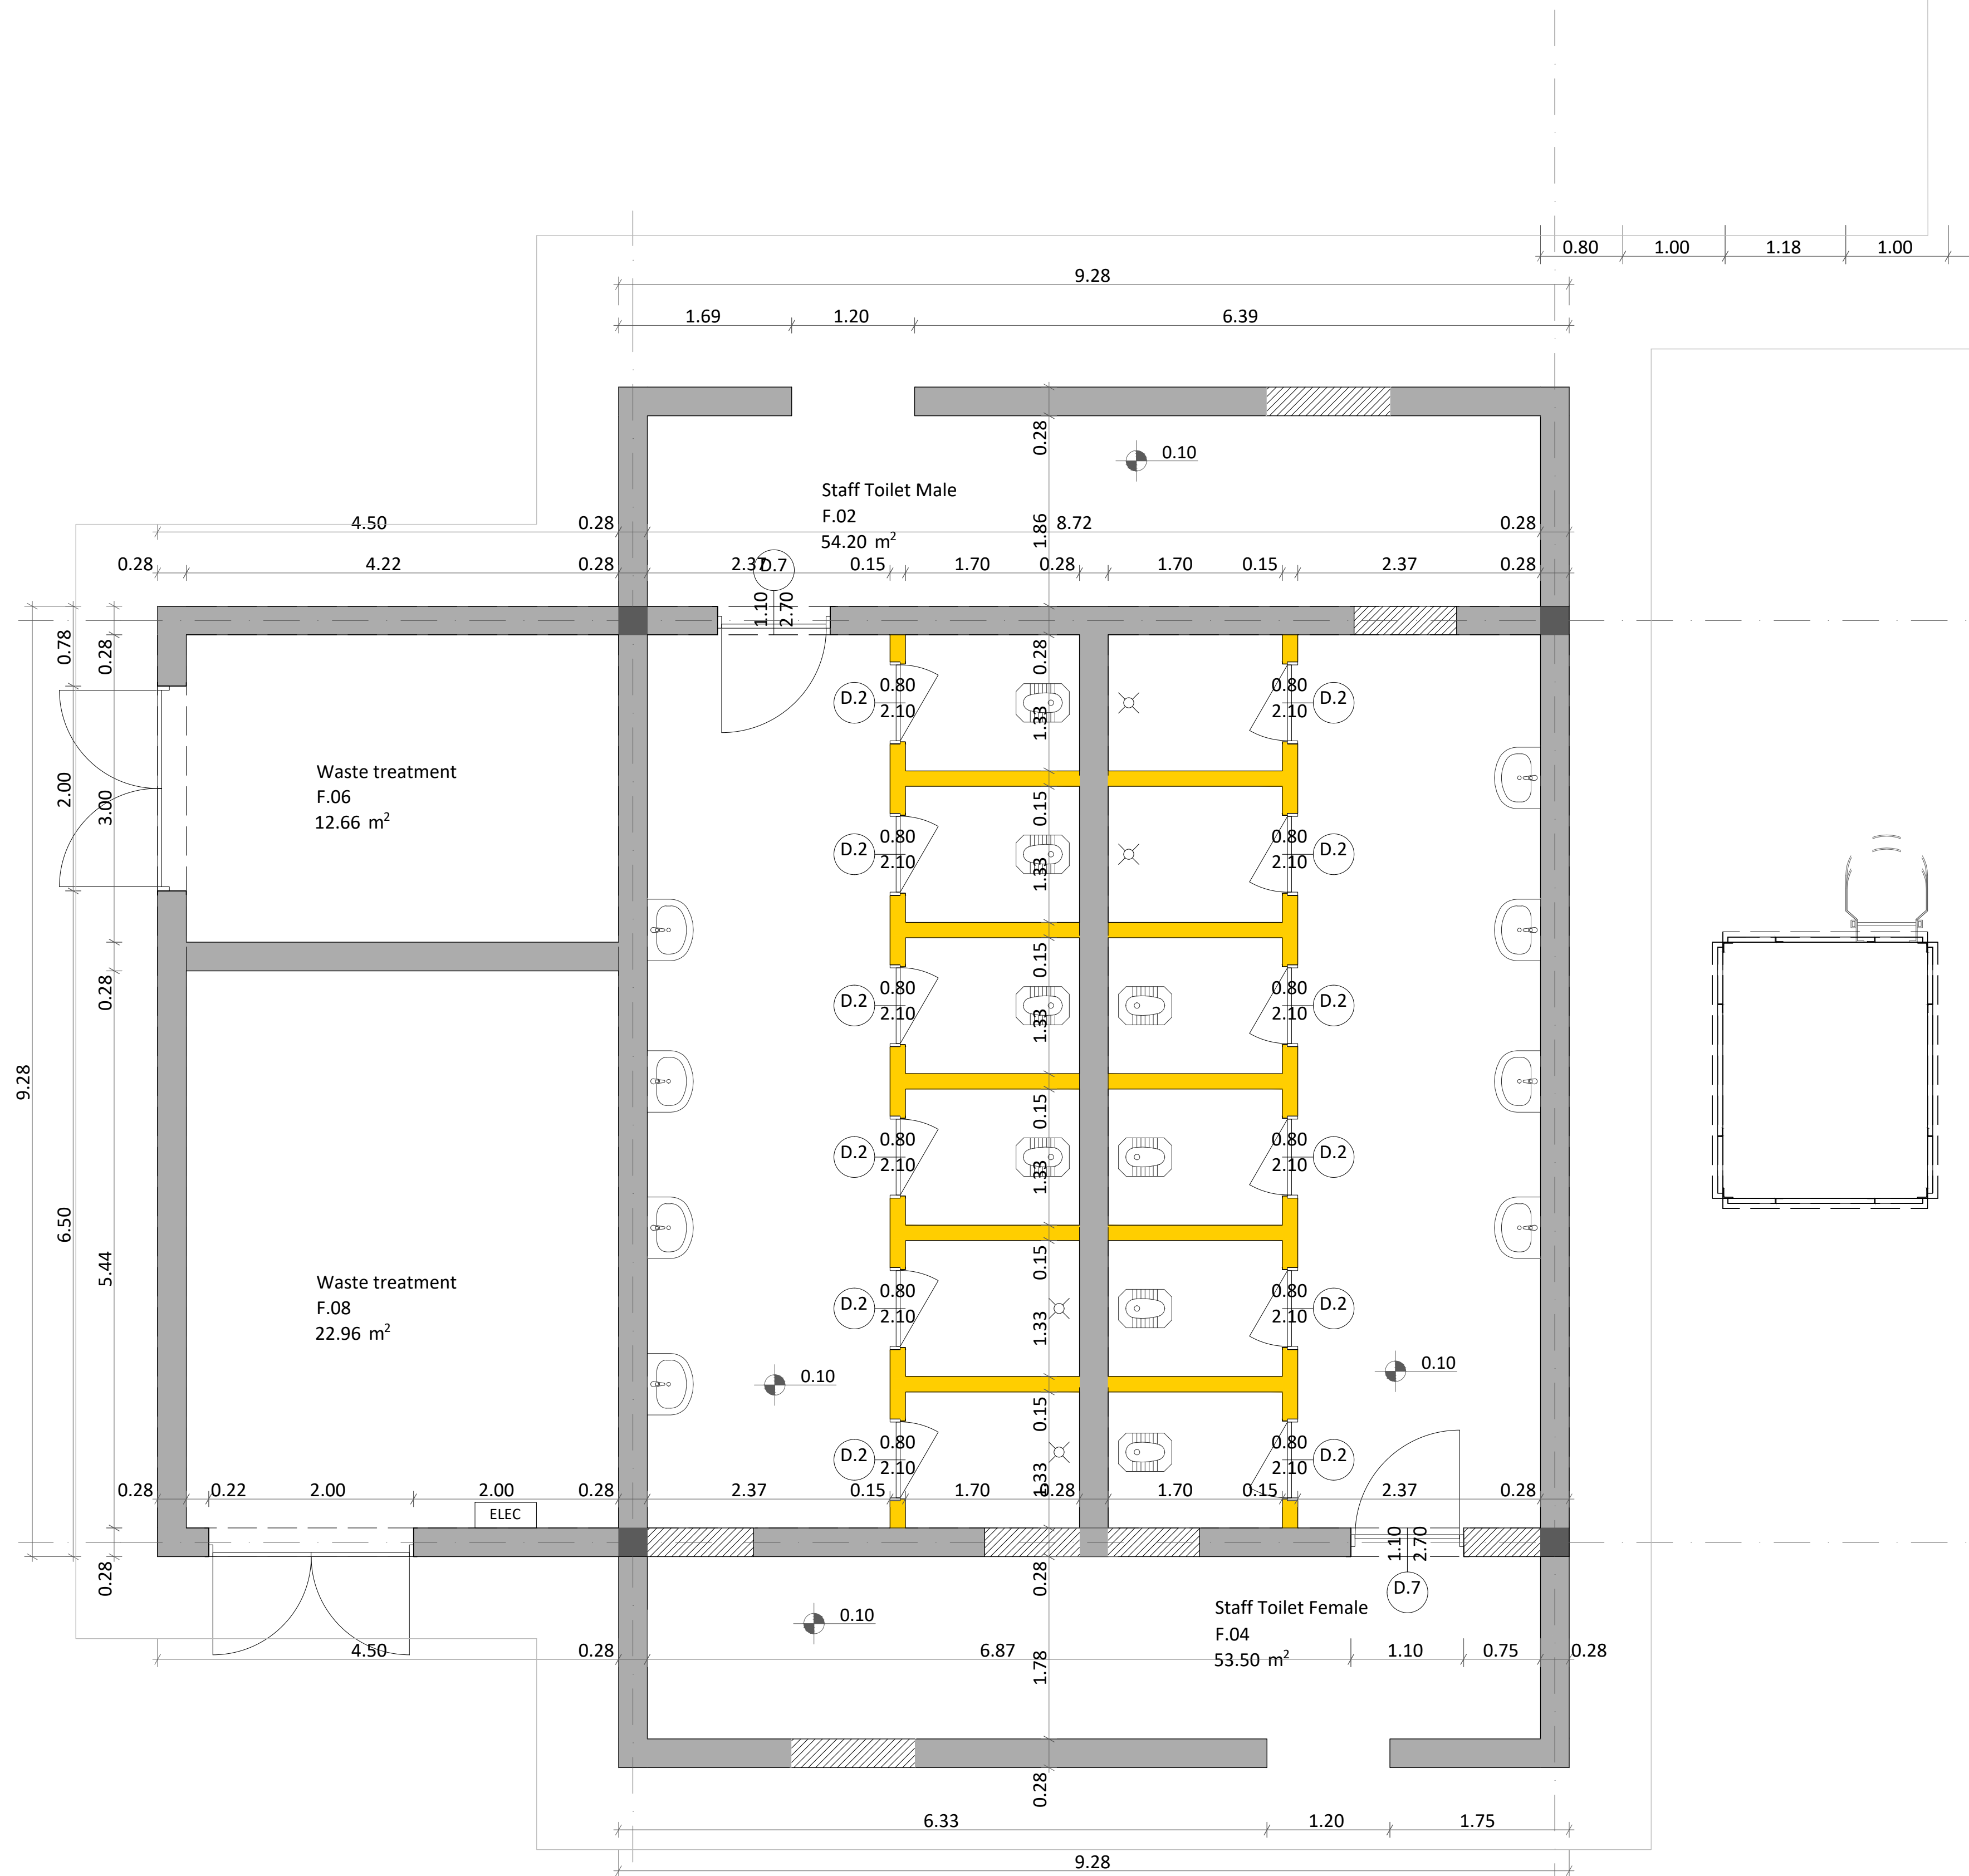 0.80 1.00 1.18 1.00
9.28
1.69 1.20 6.39
0.28
0.10
Staff Toilet Male
F.02
54.20 m²
4.50 0.28 1.86 8.72 0.28
0.28 4.22 0.28 2.37 D.7 0.15 1.70 0.28 1.70 0.15 2.37 0.28
1.10
2.70
0.78
0.28
0.28
D.2 0.80 2.10
1.33
0.80 2.10 D.2
Waste treatment
F.06
12.66 m²
2.00
3.00
0.15
D.2 0.80 2.10
1.33
0.80 2.10 D.2
0.15
0.28
D.2 0.80 2.10
1.33
0.80 2.10 D.2
9.28
0.15
D.2 0.80 2.10
1.33
0.80 2.10 D.2
6.50
5.44
0.15
Waste treatment
F.08
22.96 m²
D.2 0.80 2.10
1.33
0.80 2.10 D.2
0.10
0.10
0.15
D.2 0.80 2.10
1.33
0.80 2.10 D.2
0.28 0.22 2.00 2.00 0.28 2.37 0.15 1.70 0.28 1.70 0.15 2.37 0.28
ELEC
1.10
2.70
0.28
0.28
D.7
0.10
Staff Toilet Female
F.04
53.50 m²
4.50 0.28 6.87 1.78 1.10 0.75 0.28
0.28
6.33 1.20 1.75
9.28